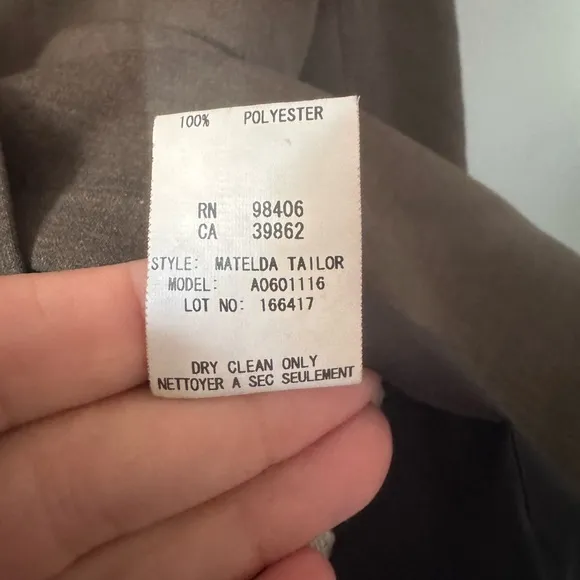 100% POLYESTER
RN 98406
CA 39862
STYLE: MATELDA TAILOR
MODEL: A0601116
LOT NO: 166417
DRY CLEAN ONLY
NETTOYER A SEC SEULEMENT